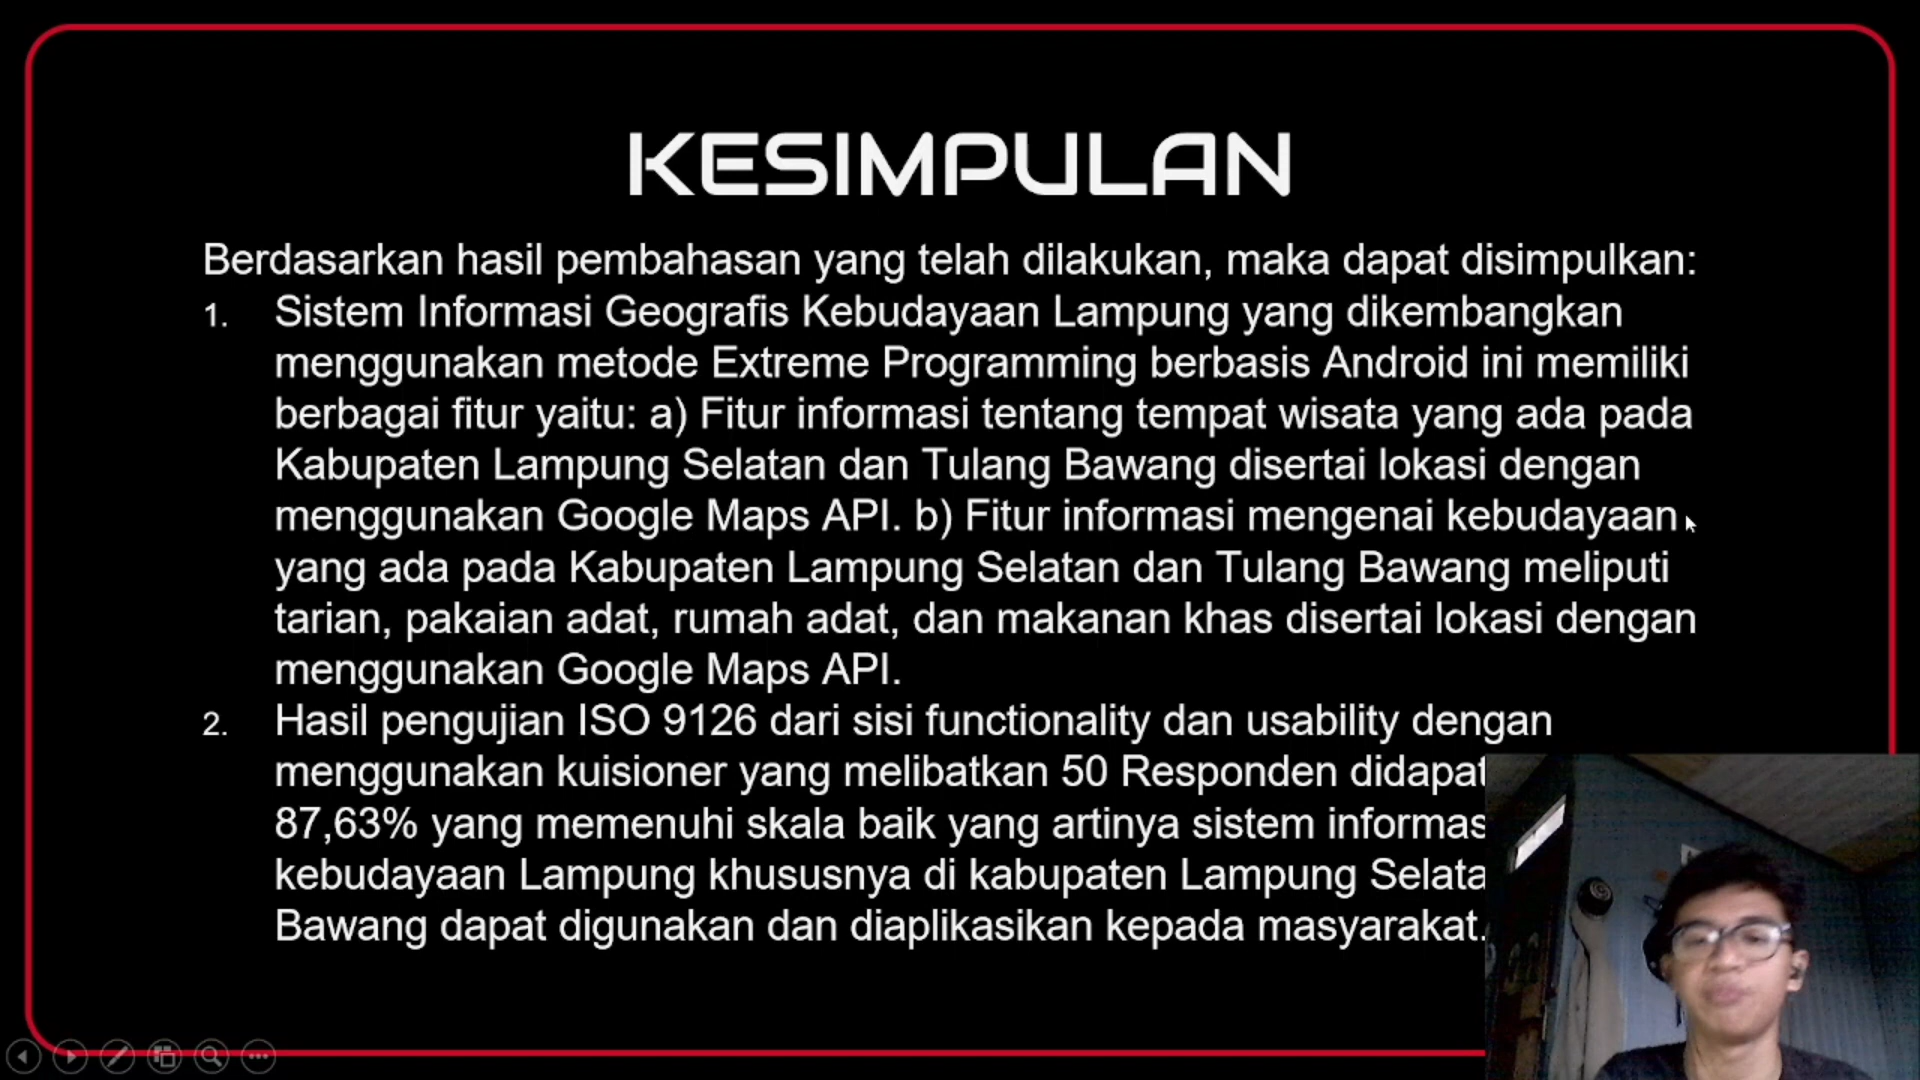 KESIMPULAN
Berdasarkan hasil pembahasan yang telah dilakukan, maka dapat disimpulkan:
1. Sistem Informasi Geografis Kebudayaan Lampung yang dikembangkan
menggunakan metode Extreme Programming berbasis Android ini memiliki
berbagai fitur yaitu: a) Fitur informasi tentang tempat wisata yang ada pada
Kabupaten Lampung Selatan dan Tulang Bawang disertai lokasi dengan
menggunakan Google Maps API. b) Fitur informasi mengenai kebudayaan
yang ada pada Kabupaten Lampung Selatan dan Tulang Bawang meliputi
tarian, pakaian adat, rumah adat, dan makanan khas disertai lokasi dengan
menggunakan Google Maps API.
2. Hasil pengujian ISO 9126 dari sisi functionality dan usability dengan
menggunakan kuisioner yang melibatkan 50 Responden didapat
87,63% yang memenuhi skala baik yang artinya sistem informas
kebudayaan Lampung khususnya di kabupaten Lampung Selata
Bawang dapat digunakan dan diaplikasikan kepada masyarakat.